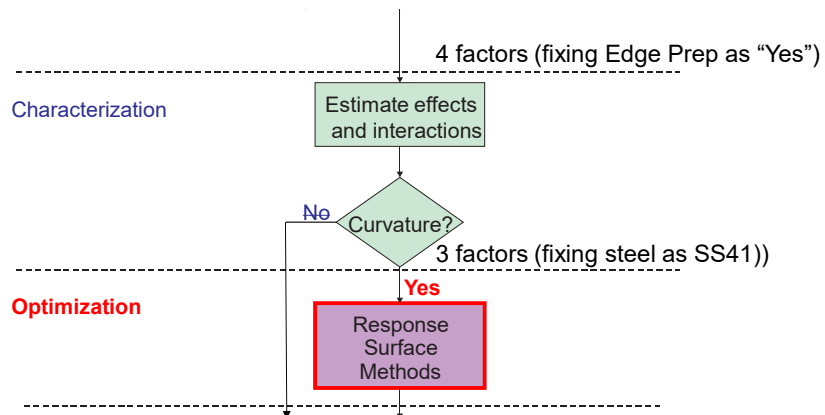 4 factors (fixing Edge Prep as “Yes”)
Characterization
Estimate effects
and interactions
No
Curvature?
3 factors (fixing steel as SS41))
Yes
Optimization
Response
Surface
Methods